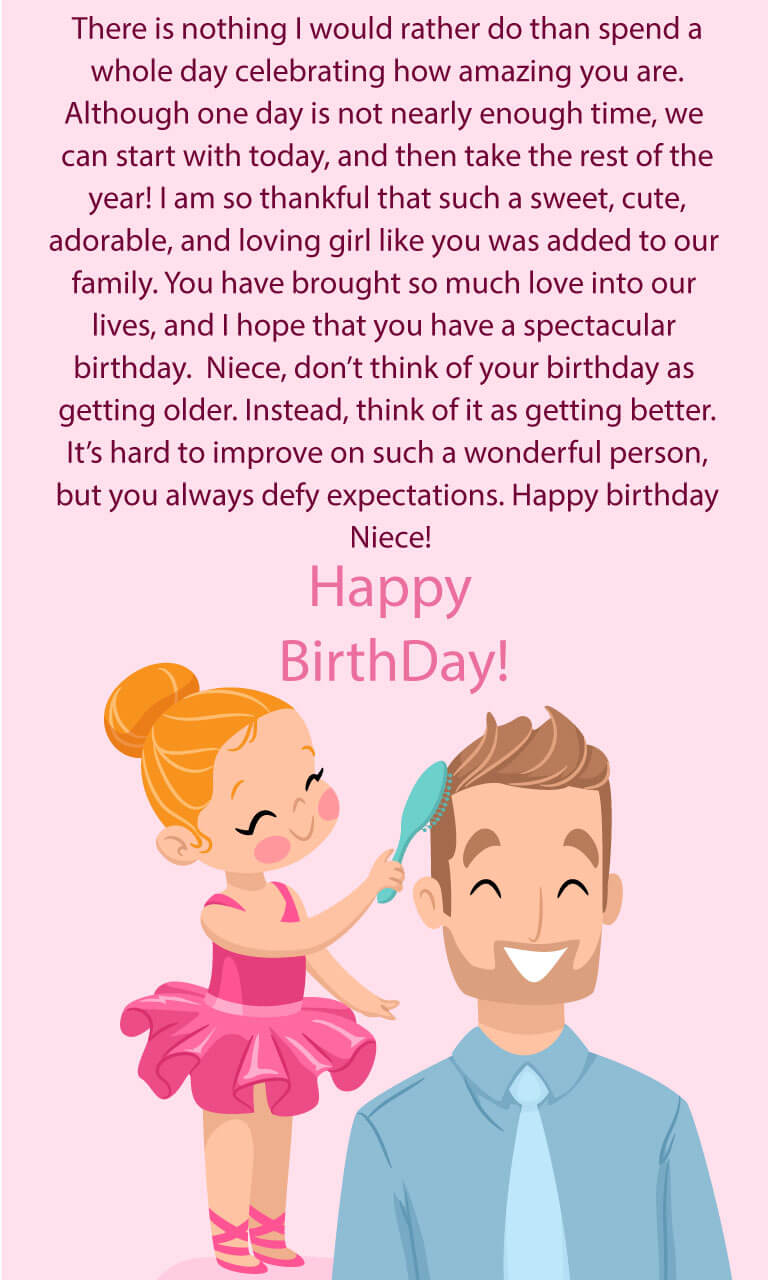 There is nothing I would rather do than spend a
whole day celebrating how amazing you are.
Although one day is not nearly enough time, we
can start with today, and then take the rest of the
year! I am so thankful that such a sweet, cute,
adorable, and loving girl like you was added to our
family. You have brought so much love into our
lives, and I hope that you have a spectacular
birthday.  Niece, don’t think of your birthday as
getting older. Instead, think of it as getting better.
It’s hard to improve on such a wonderful person,
but you always defy expectations. Happy birthday
Niece!
Happy
BirthDay!